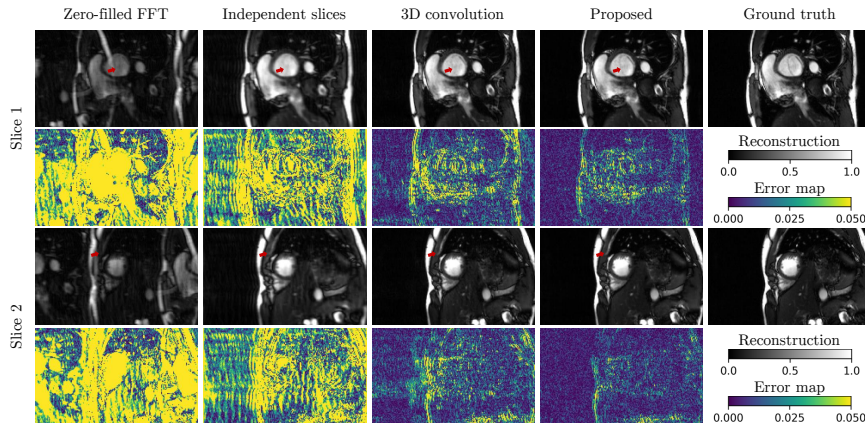 Zero-filled FFT Independent slices 3D convolution Proposed Ground truth
Slice 1
Reconstruction
0.0 0.5 1.0
Error map
0.000 0.025 0.050
Slice 2
Reconstruction
0.0 0.5 1.0
Error map
0.000 0.025 0.050